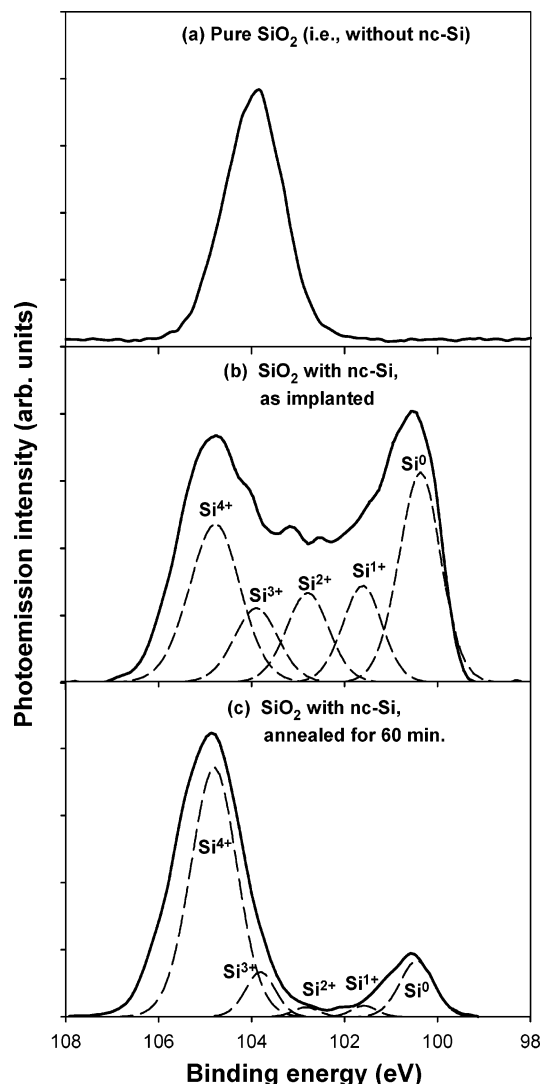 (a) Pure SiO₂ (i.e., without nc-Si)
(b) SiO₂ with nc-Si,
as implanted
Si⁴⁺
Si³⁺
Si²⁺
Si¹⁺
Si⁰
(c) SiO₂ with nc-Si,
annealed for 60 min.
Si⁴⁺
Si³⁺
Si²⁺
Si¹⁺
Si⁰
Photoemission intensity (arb. units)
108 106 104 102 100 98
Binding energy (eV)